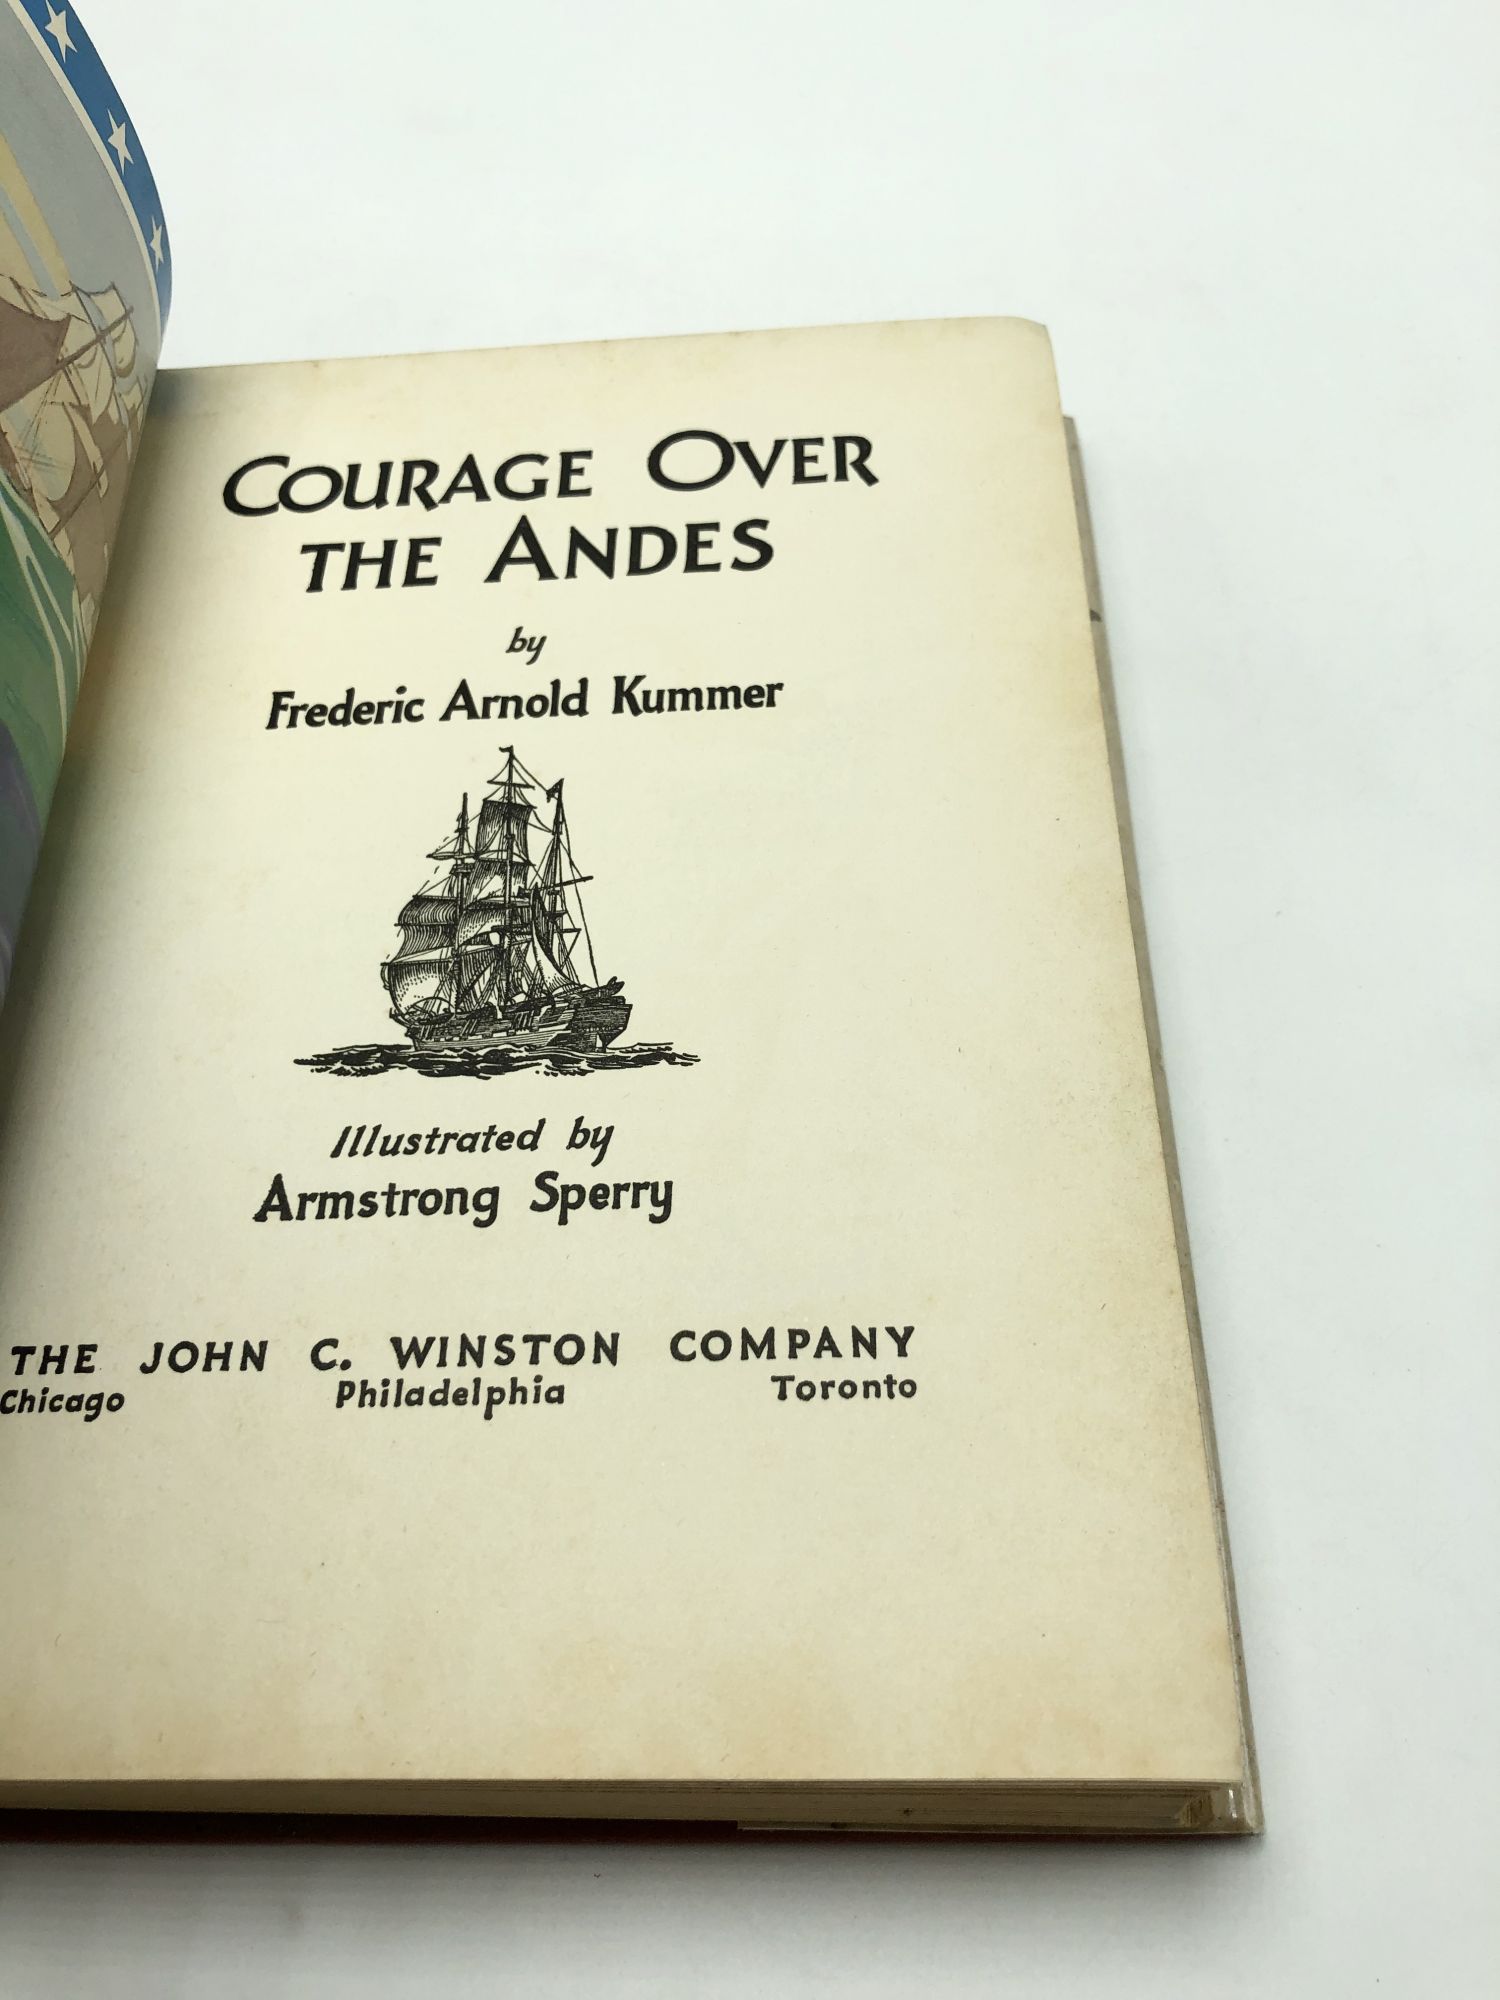 COURAGE OVER
THE ANDES
by
Frederic Arnold Kummer
Illustrated by
Armstrong Sperry
THE JOHN C. WINSTON COMPANY
Chicago Philadelphia Toronto